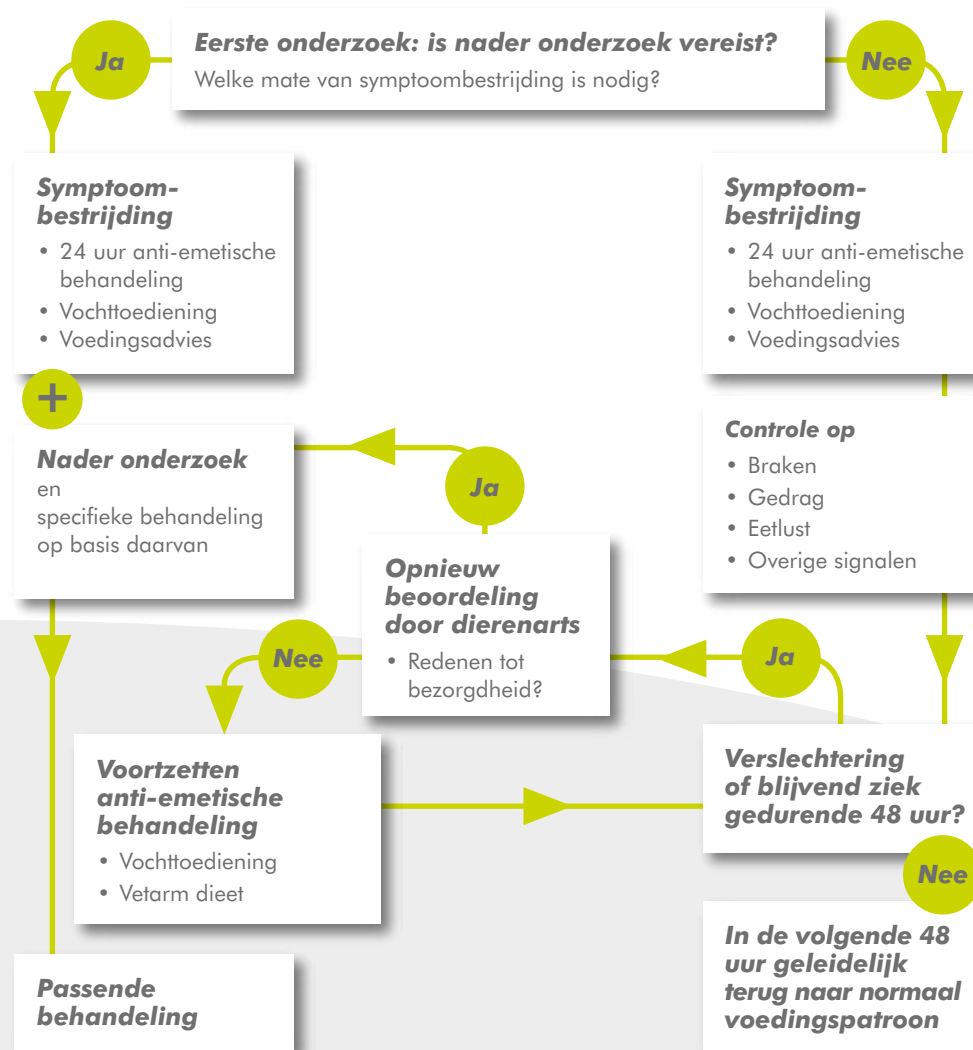 Ja
Eerste onderzoek: is nader onderzoek vereist?
Welke mate van symptoombestrijding is nodig?
Nee
Symptoom-
bestrijding
• 24 uur anti-emetische
behandeling
• Vochttoediening
• Voedingsadvies
Symptoom-
bestrijding
• 24 uur anti-emetische
behandeling
• Vochttoediening
• Voedingsadvies
+
Nader onderzoek
en
specifieke behandeling
op basis daarvan
Ja
Controle op
• Braken
• Gedrag
• Eetlust
• Overige signalen
Opnieuw
beoordeling
door dierenarts
• Redenen tot
bezorgdheid?
Nee
Ja
Voortzetten
anti-emetische
behandeling
• Vochttoediening
• Vetarm dieet
Verslechtering
of blijvend ziek
gedurende 48 uur?
Nee
Passende
behandeling
In de volgende 48
uur geleidelijk
terug naar normaal
voedingspatroon